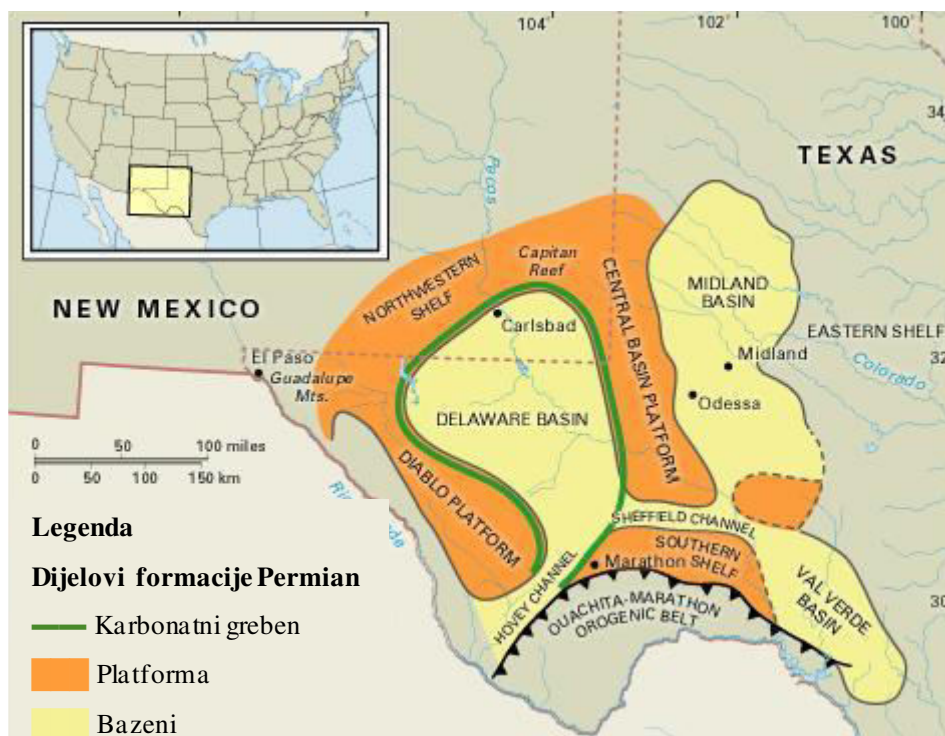 104°
102°
100°
34
TEXAS
Pecos
NORTHWESTERN
SHELF
Capitan
Reef
CENTRAL BASIN PLATFORM
MIDLAND
BASIN
NEW MEXICO
Carlsbad
EASTERN SHELF
El Paso
Guadalupe
Mts.
Midland
32
Colorado
Odessa
DELAWARE BASIN
0 50 100 miles
0 50 100 150 km
DIABLO PLATFORM
SHEFFIELD CHANNEL
Legenda
SOUTHERN
SHELF
Marathon
Dijelovi formacije Permian
HOVEY CHANNEL
OUACHITA-MARATHON
OROGENIC BELT
VAL VERDE
BASIN
30
Karbonatni greben
Platforma
Bazeni